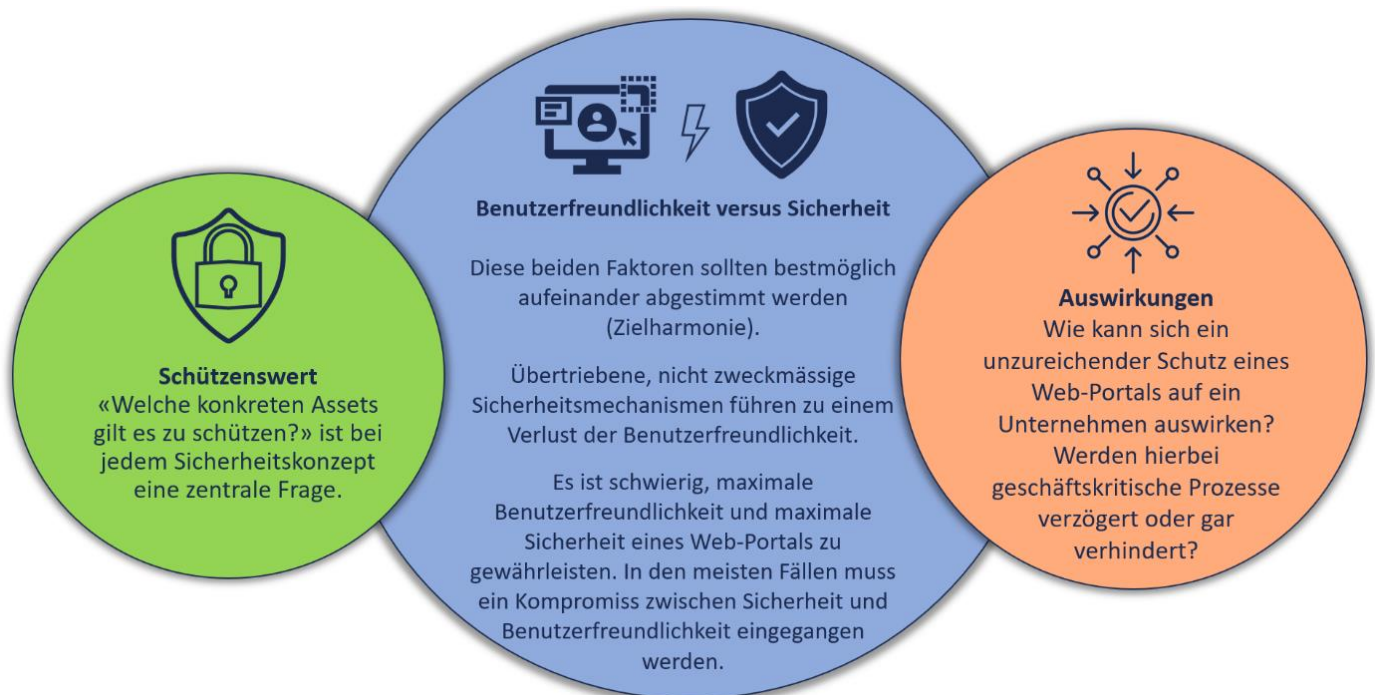 Schützenswert
«Welche konkreten Assets
gilt es zu schützen?» ist bei
jedem Sicherheitskonzept
eine zentrale Frage.
Benutzerfreundlichkeit versus Sicherheit
Diese beiden Faktoren sollten bestmöglich
aufeinander abgestimmt werden
(Zielharmonie).
Übertriebene, nicht zweckmässige
Sicherheitsmechanismen führen zu einem
Verlust der Benutzerfreundlichkeit.
Es ist schwierig, maximale
Benutzerfreundlichkeit und maximale
Sicherheit eines Web-Portals zu
gewährleisten. In den meisten Fällen muss
ein Kompromiss zwischen Sicherheit und
Benutzerfreundlichkeit eingegangen
werden.
Auswirkungen
Wie kann sich ein
unzureichender Schutz eines
Web-Portals auf ein
Unternehmen auswirken?
Werden hierbei
geschäftskritische Prozesse
verzögert oder gar
verhindert?